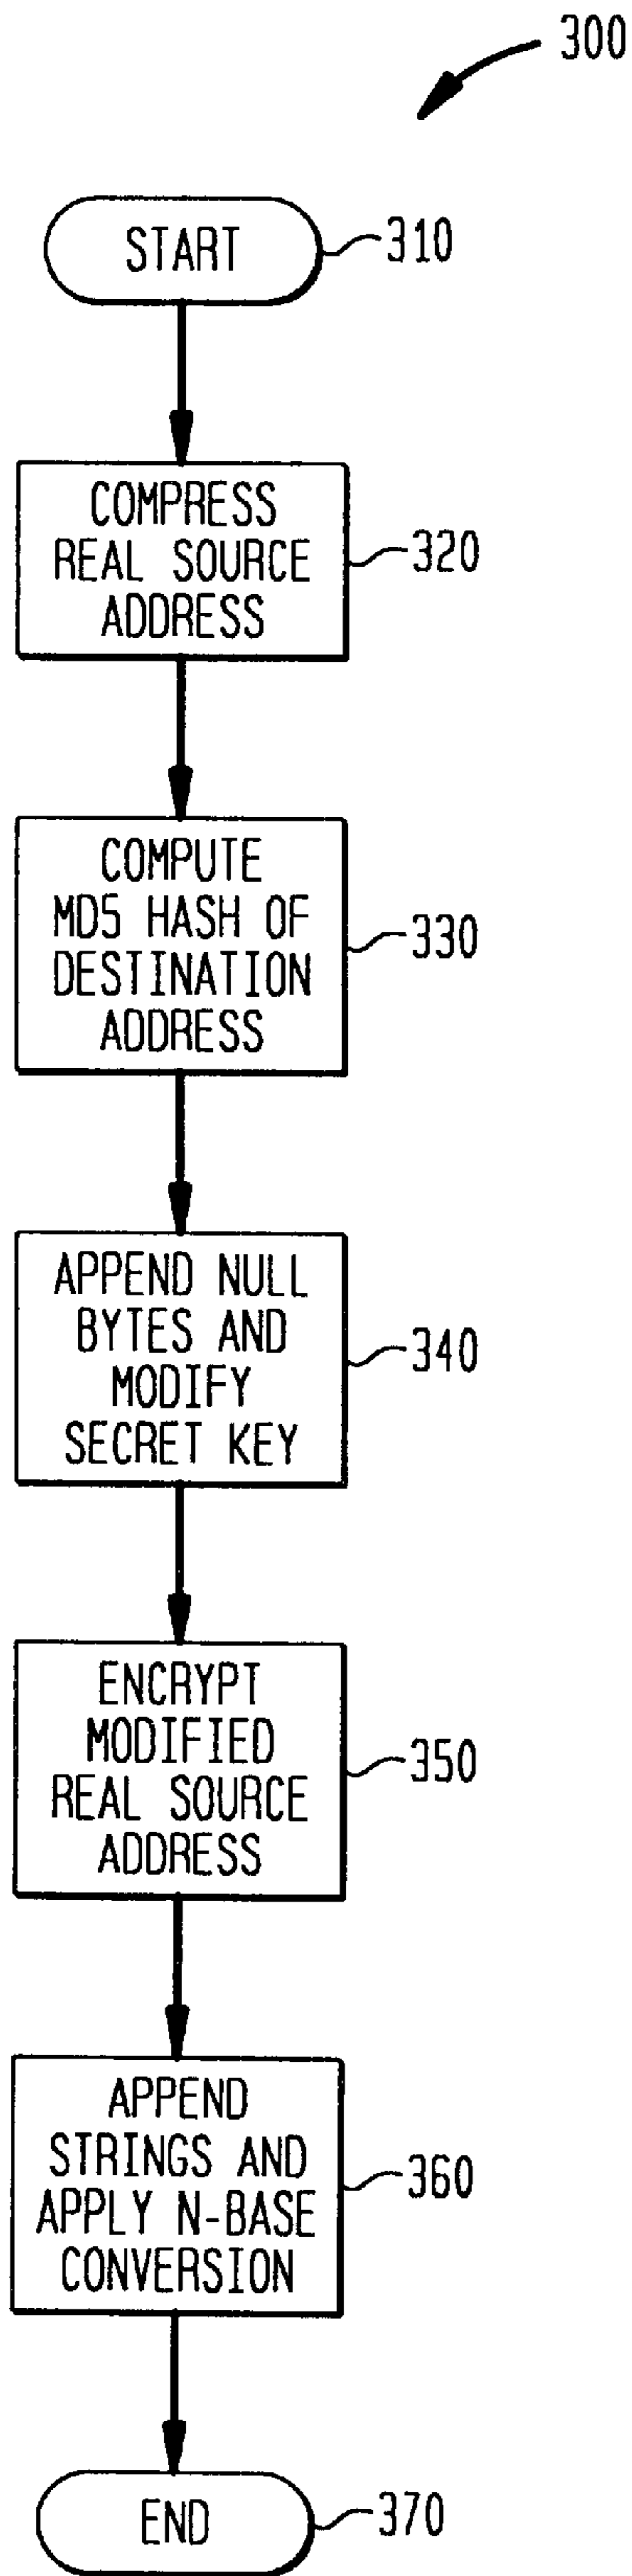 300
START
310
COMPRESS
REAL SOURCE
ADDRESS
320
COMPUTE
MD5 HASH OF
DESTINATION
ADDRESS
330
APPEND NULL
BYTES AND
MODIFY
SECRET KEY
340
ENCRYPT
MODIFIED
REAL SOURCE
ADDRESS
350
APPEND
STRINGS AND
APPLY N-BASE
CONVERSION
360
END
370